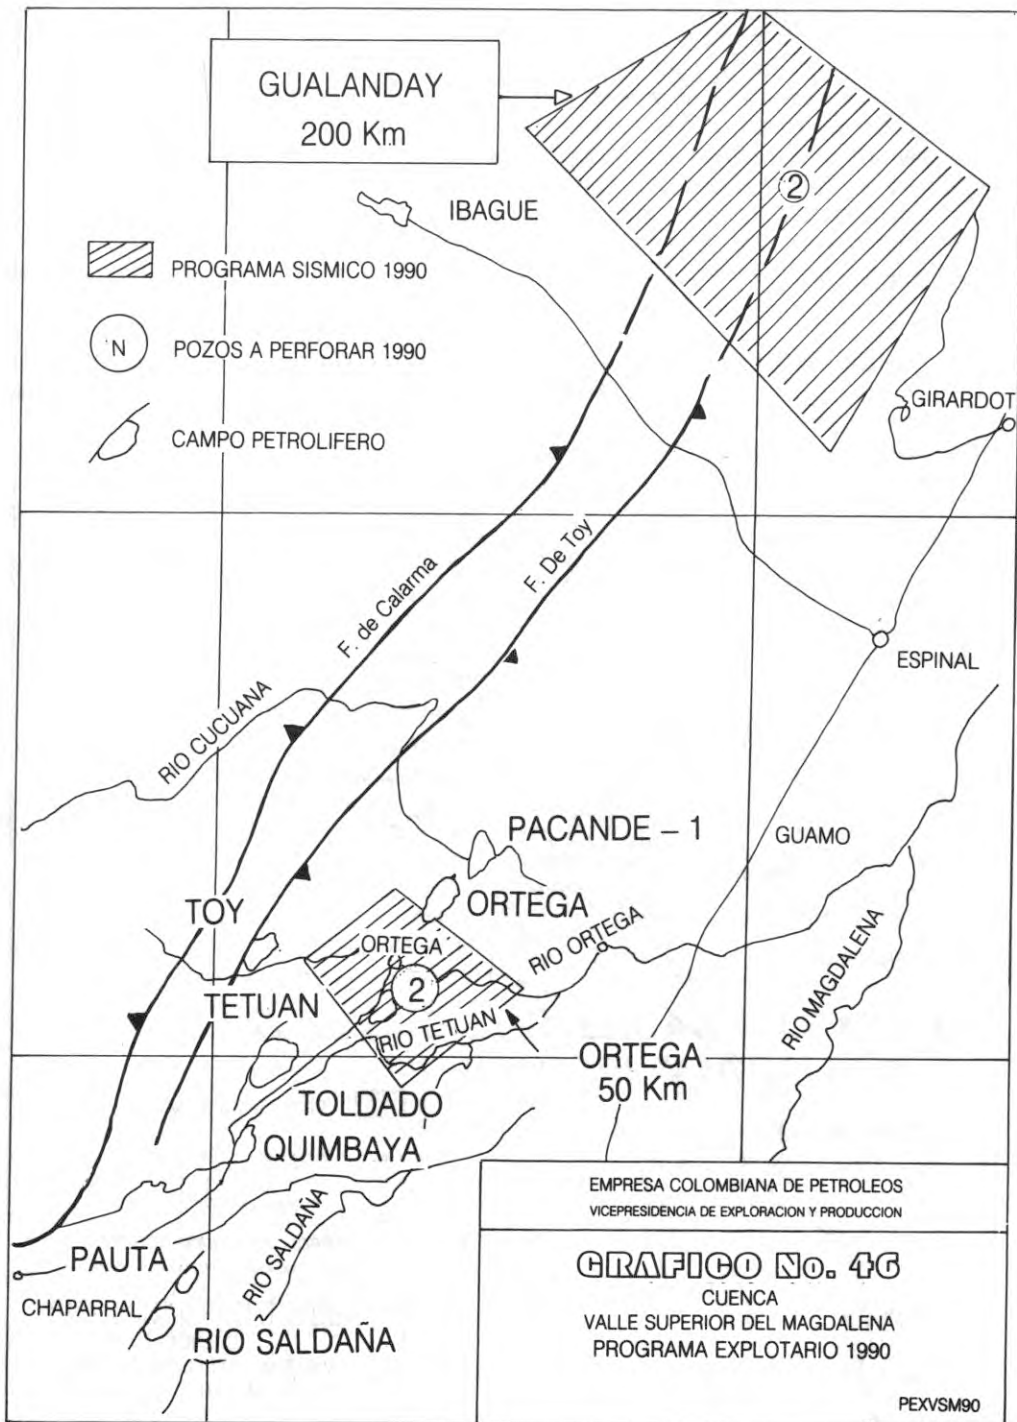 GUALANDAY
200 Km
2
IBAGUE
PROGRAMA SISMICO 1990
N
POZOS A PERFORAR 1990
GIRARDOT
CAMPO PETROLIFERO
F. de Calarma
F. De Toy
ESPINAL
RIO CUCUANA
PACANDE - 1
GUAMO
TOY
ORTEGA
ORTEGA
RIO ORTEGA
RIO MAGDALENA
TETUAN
2
RIO TETUAN
ORTEGA
50 Km
TOLDADO
QUIMBAYA
RIO SALDAÑA
PAUTA
CHAPARRAL
RIO SALDAÑA
EMPRESA COLOMBIANA DE PETROLEOS
VICEPRESIDENCIA DE EXPLORACION Y PRODUCCION
GRAFICO No. 46
CUENCA
VALLE SUPERIOR DEL MAGDALENA
PROGRAMA EXPLOTARIO 1990
PEXVSM90